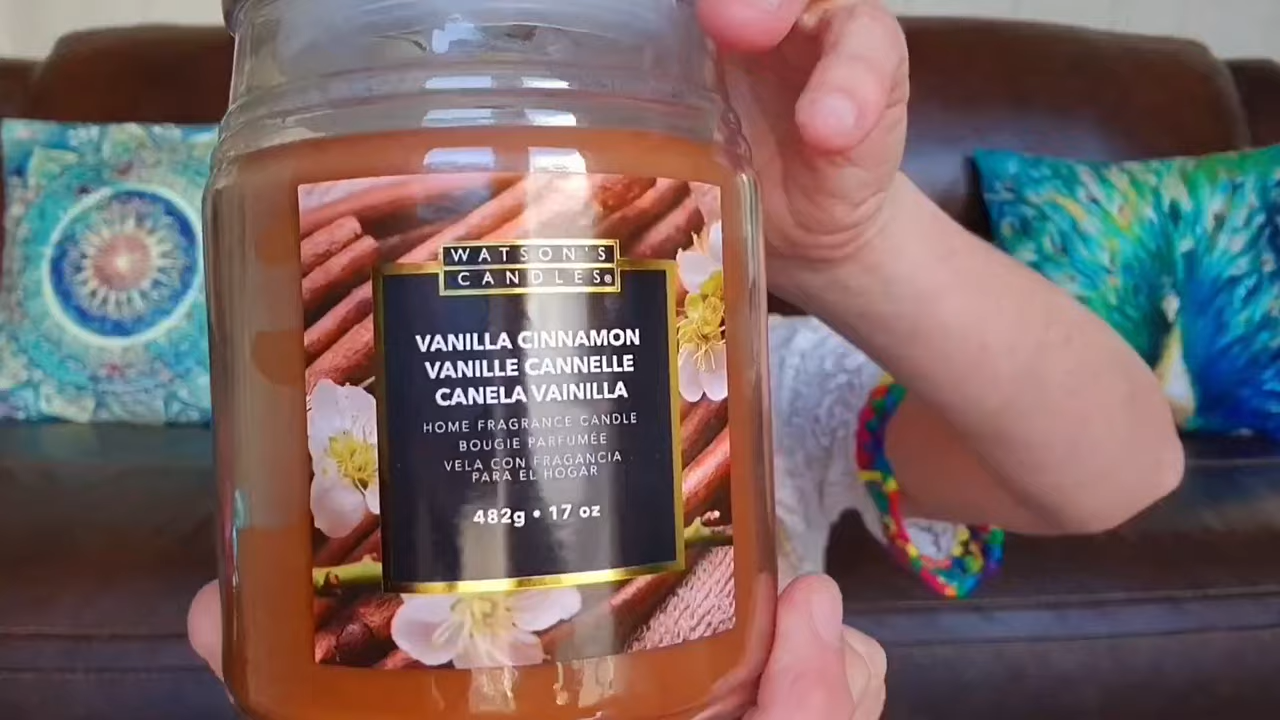 WATSON'S
CANDLES®
VANILLA CINNAMON
VANILLE CANNELLE
CANELA VAINILLA
HOME FRAGRANCE CANDLE
BOUGIE PARFUMÉE
VELA CON FRAGANCIA
PARA EL HOGAR
482g • 17 oz